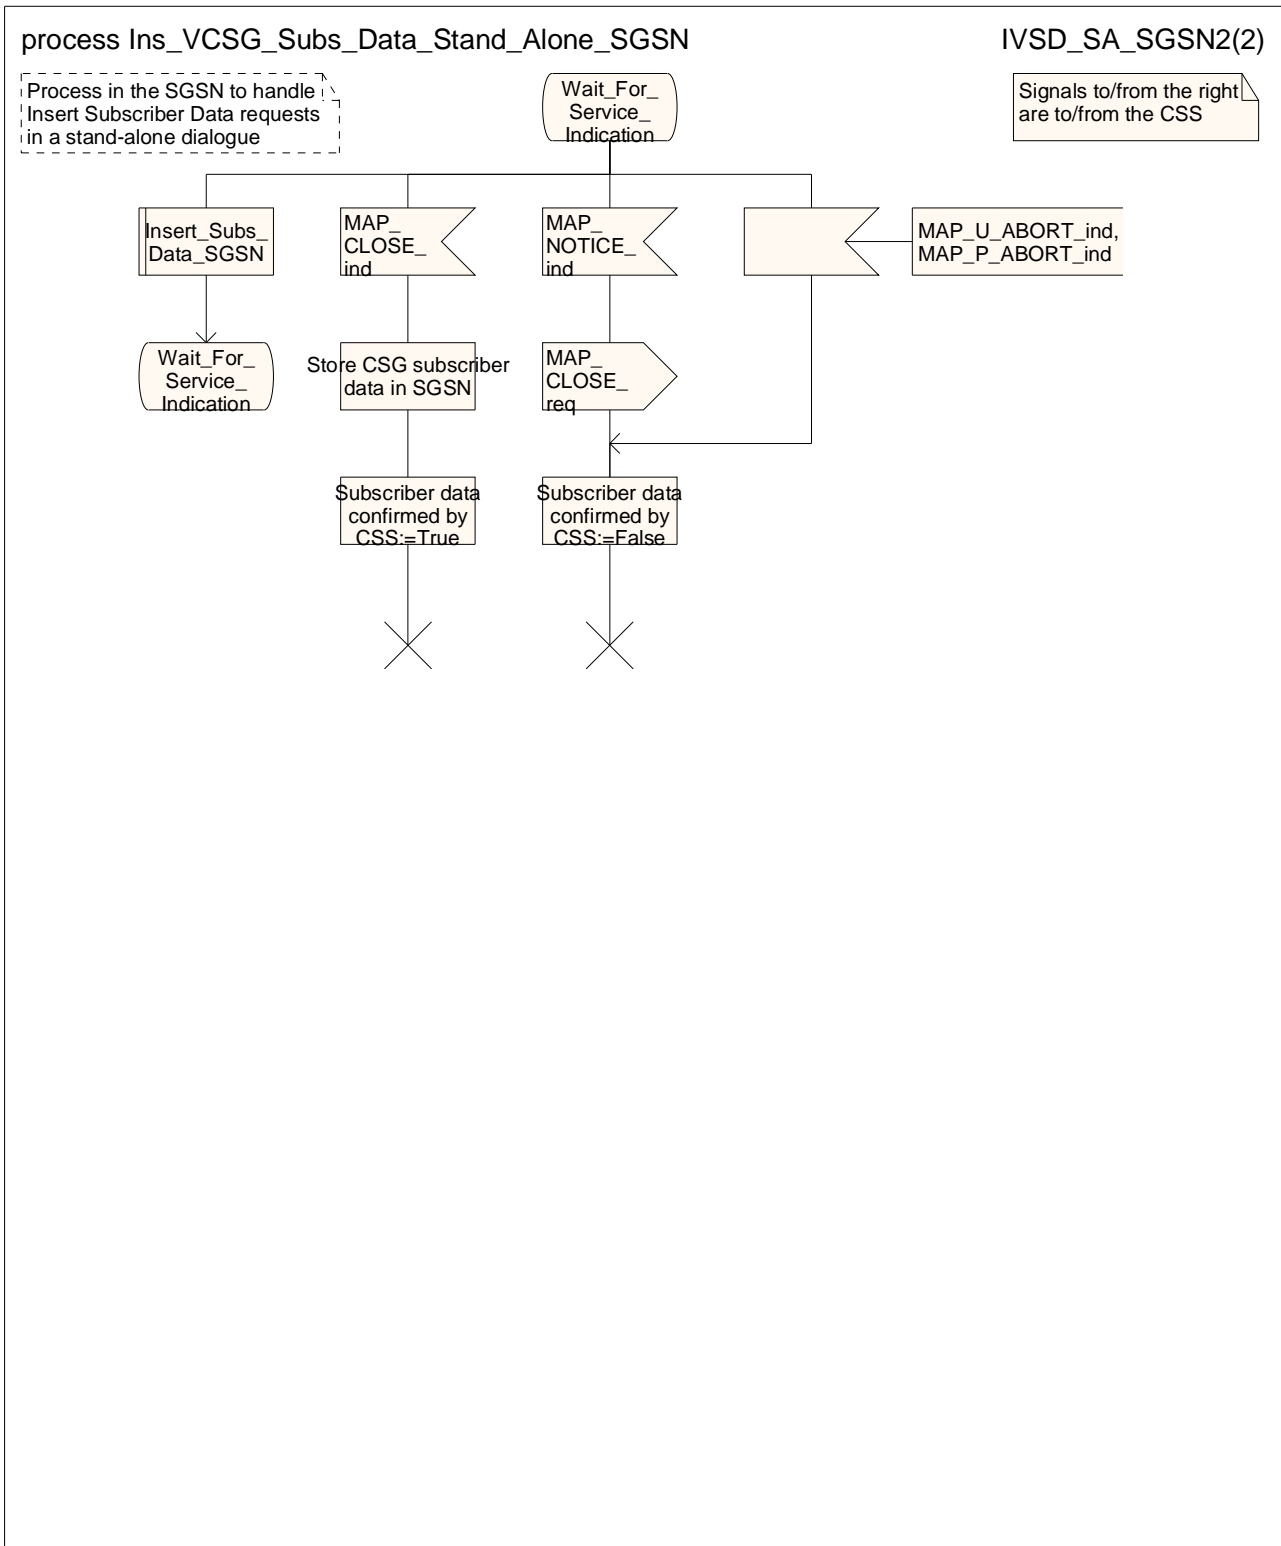 process Ins_VCSG_Subs_Data_Stand_Alone_SGSN
IVSD_SA_SGSN2(2)
Process in the SGSN to handle
Insert Subscriber Data requests
in a stand-alone dialogue
Wait_For_
Service_
Indication
Signals to/from the right
are to/from the CSS
Insert_Subs_
Data_SGSN
MAP_
CLOSE_
ind
MAP_
NOTICE_
ind
MAP_U_ABORT_ind,
MAP_P_ABORT_ind
Wait_For_
Service_
Indication
Store CSG subscriber
data in SGSN
MAP_
CLOSE_
req
Subscriber data
confirmed by
CSS:=True
Subscriber data
confirmed by
CSS:=False